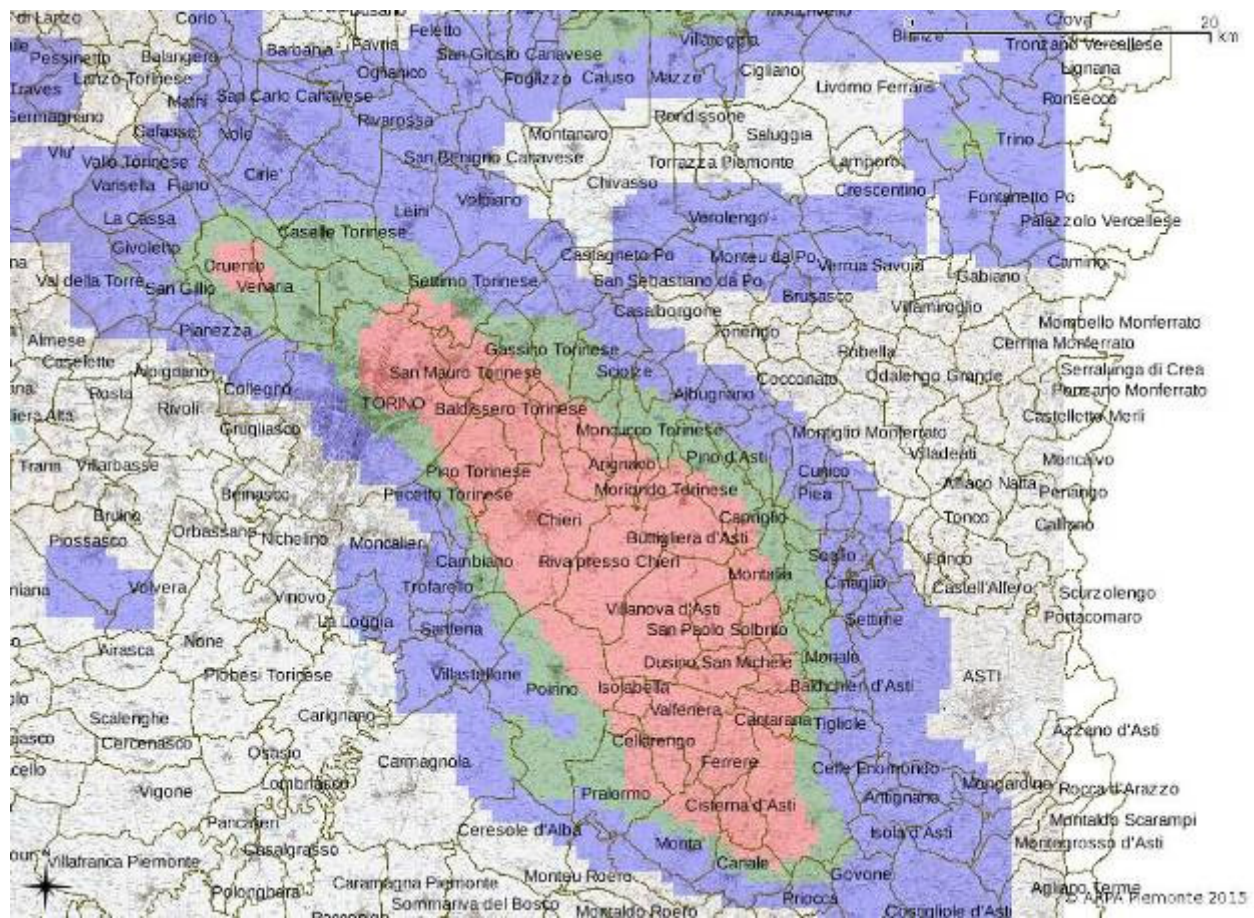 di Lanzo
Corio
Feletto
Crova
0
20
km
Barbania
Favria
Villareggia
Tronzano Vercellese
Pessinetto
Balangero
San Giusto Canavese
Lanzo Torinese
Oglianico
Foglizzo
Caluso
Mazzè
Cigliano
Lignana
Traves
Mathi
San Carlo Canavese
Livorno Ferraris
Ronsecco
Germagnano
Cafasse
Nole
Rivarossa
Montanaro
Rondissone
Saluggia
Trino
Viu'
Vallo Torinese
San Benigno Canavese
Torrazza Piemonte
Lamporo
Varisella
Fiano
Cirie'
Chivasso
Crescentino
Fontanetto Po
La Cassa
Leini
Volpiano
Verolengo
Palazzolo Vercellese
Givoletto
Caselle Torinese
Castagneto Po
Monteu da Po
Verrua Savoia
Camino
Val della Torre
San Gillio
Druento
Venaria
Settimo Torinese
San Sebastiano da Po
Brusasco
Gabiano
Casalborgone
Villamiroglio
Almese
Pianezza
Tonengo
Mombello Monferrato
Caselette
Alpignano
Gassino Torinese
Robella
Cerrina Monferrato
Rosta
Rivoli
Collegno
San Mauro Torinese
Sciolze
Cocconato
Odalengo Grande
Serralunga di Crea
Ponzano Monferrato
TORINO
Baldissero Torinese
Albugnano
Castelletto Merli
Grugliasco
Moncucco Torinese
Montiglio Monferrato
Trana
Villarbasse
Pino Torinese
Arignano
Pino d'Asti
Cunico
Villadeati
Moncalvo
Beinasco
Pecetto Torinese
Moriondo Torinese
Piea
Alfiano Natta
Penango
Bruino
Orbassano
Nichelino
Chieri
Capriglio
Tonco
Calliano
Piossasco
Moncalieri
Buttigliera d'Asti
Cambiano
Riva presso Chieri
Montafia
Soglio
Frinco
Volvera
Vinovo
Trofarello
Cinaglio
Castell'Alfero
Scurzolengo
La Loggia
Villanova d'Asti
Settime
Portacomaro
Airasca
None
Santena
San Paolo Solbrito
Piobesi Torinese
Villastellone
Dusino San Michele
Monale
Poirino
Isolabella
Baldichieri d'Asti
ASTI
Scalenghe
Carignano
Valfenera
Cantarana
Tigliole
Cercenasco
Osasio
Cellarengo
Azzano d'Asti
Vigone
Lombriasco
Carmagnola
Ferrere
Celle Enomondo
Mongardino
Rocca d'Arazzo
Pralormo
Cisterna d'Asti
Antignano
Pancalieri
Ceresole d'Alba
Isola d'Asti
Montaldo Scarampi
Villafranca Piemonte
Casalgrasso
Monta'
Canale
Montegrosso d'Asti
Polonghera
Caramagna Piemonte
Monteu Roero
Govone
Agliano Terme
Sommariva del Bosco
Montaldo Roero
Priocca
Costigliole d'Asti
© ARPA Piemonte 2015